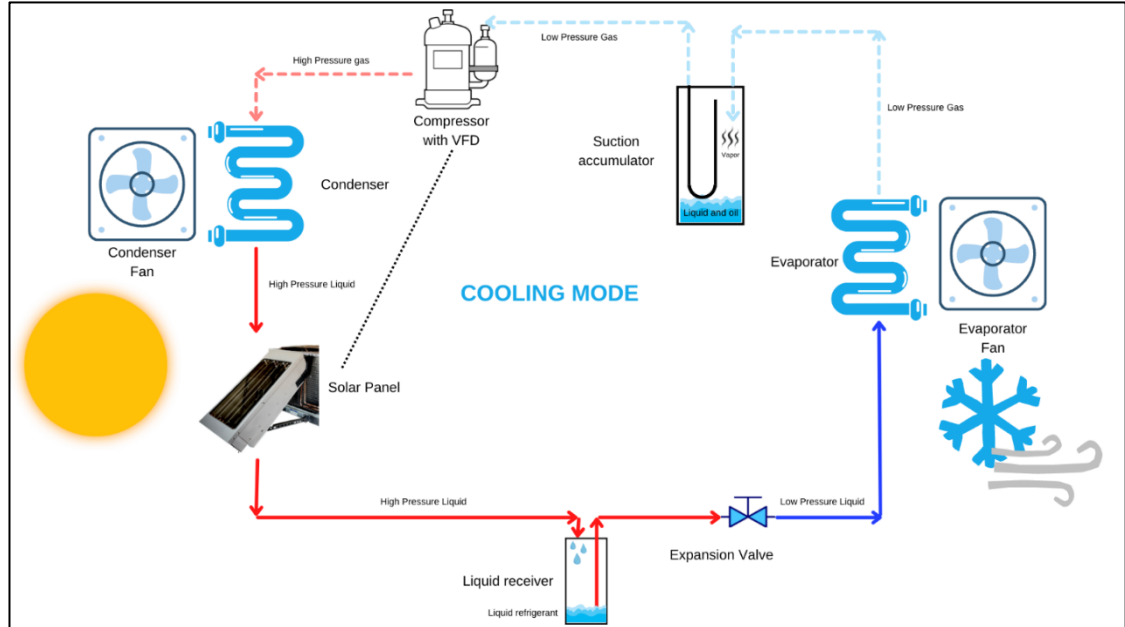 Low Pressure Gas
High Pressure gas
Compressor
with VFD
Low Pressure Gas
Suction
accumulator
Vapor
Liquid and oil
Condenser
Condenser
Fan
High Pressure Liquid
COOLING MODE
Evaporator
Evaporator
Fan
Solar Panel
High Pressure Liquid
Low Pressure Liquid
Expansion Valve
Liquid receiver
Liquid refrigerant